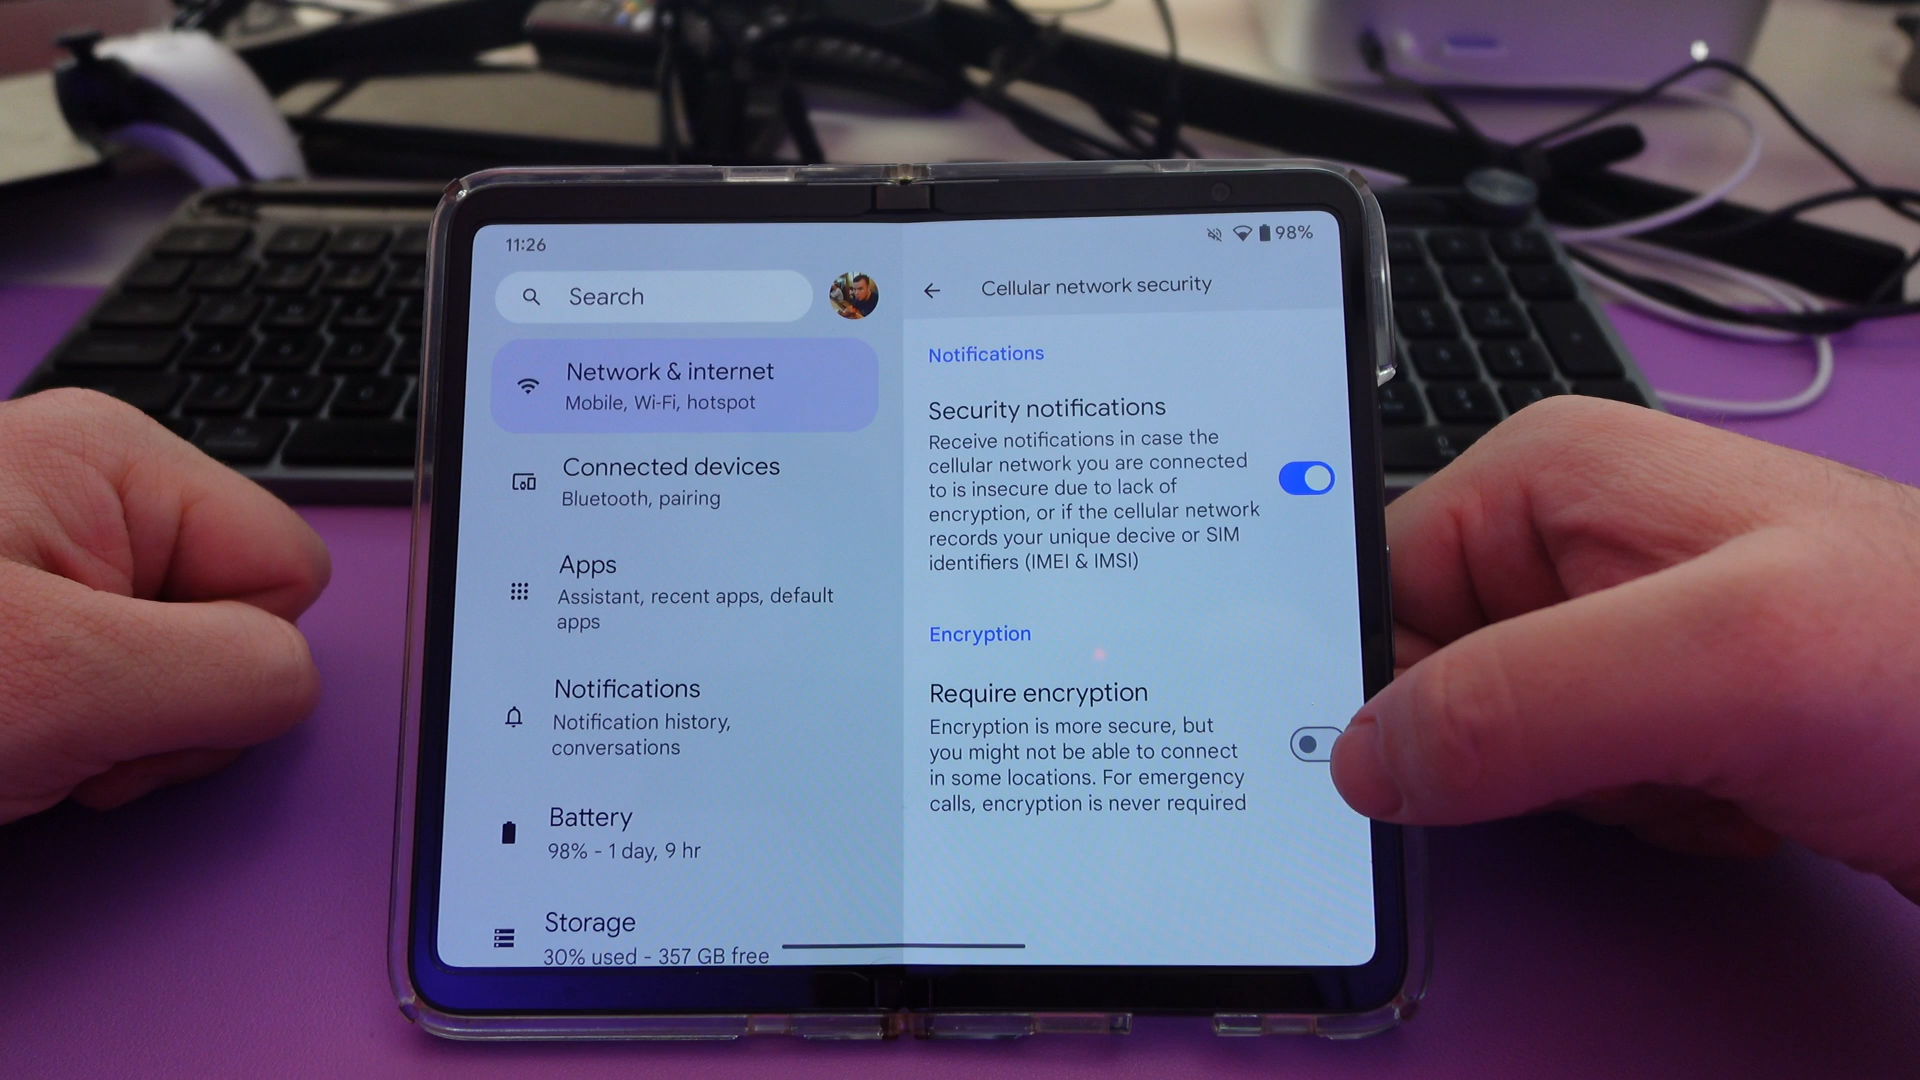 11:26
98%
Search
Network & internet
Mobile, Wi-Fi, hotspot
Connected devices
Bluetooth, pairing
Apps
Assistant, recent apps, default
apps
Notifications
Notification history,
conversations
Battery
98% - 1 day, 9 hr
Storage
30% used - 357 GB free
Cellular network security
Notifications
Security notifications
Receive notifications in case the
cellular network you are connected
to is insecure due to lack of
encryption, or if the cellular network
records your unique decive or SIM
identifiers (IMEI & IMSI)
Encryption
Require encryption
Encryption is more secure, but
you might not be able to connect
in some locations. For emergency
calls, encryption is never required